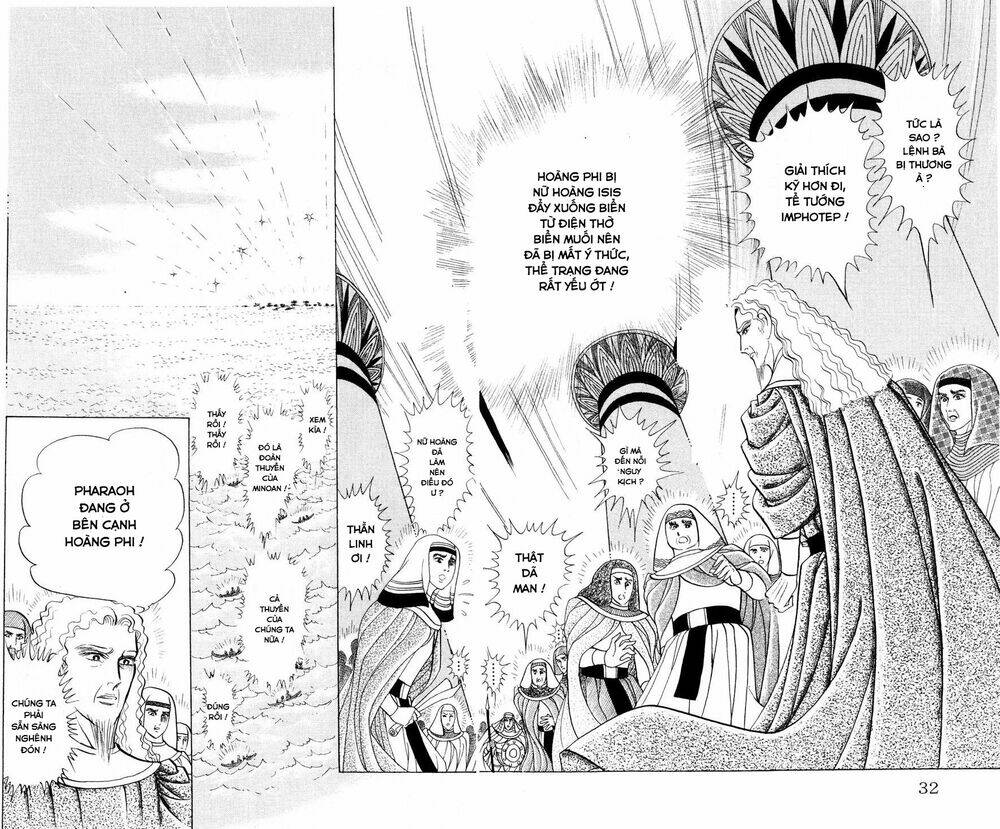 TỨC LÀ
SAO ?
LỆNH BÀ
BỊ THƯƠNG
À ?
GIẢI THÍCH
KỸ HƠN ĐI,
TỂ TƯỚNG
IMPHOTEP !
HOÀNG PHI BỊ
NỮ HOÀNG ISIS
ĐẨY XUỐNG BIỂN
TỪ ĐIỆN THỜ
BIỂN MUỐI NÊN
ĐÃ BỊ MẤT Ý THỨC,
THỂ TRẠNG ĐANG
RẤT YẾU ỚT !
......
GÌ MÀ
ĐẾN NỖI
NGUY
KỊCH ?
THẬT
DÃ
MAN !
......
......
NỮ HOÀNG
ĐÃ
LÀM
NÊN
ĐIỀU ĐÓ
Ư ?
THẦN
LINH
ƠI !
XEM
KÌA !
ĐÓ LÀ
ĐOÀN
THUYỀN
CỦA
MINOAN !
THẤY
RỒI !
THẤY
RỒI !
CẢ
THUYỀN
CỦA
CHÚNG TA
NỮA !
ĐÚNG
RỒI !
PHARAOH
ĐANG Ở
BÊN CẠNH
HOÀNG PHI !
CHÚNG TA
PHẢI
SẴN SÀNG
NGHÊNH
ĐÓN !
32